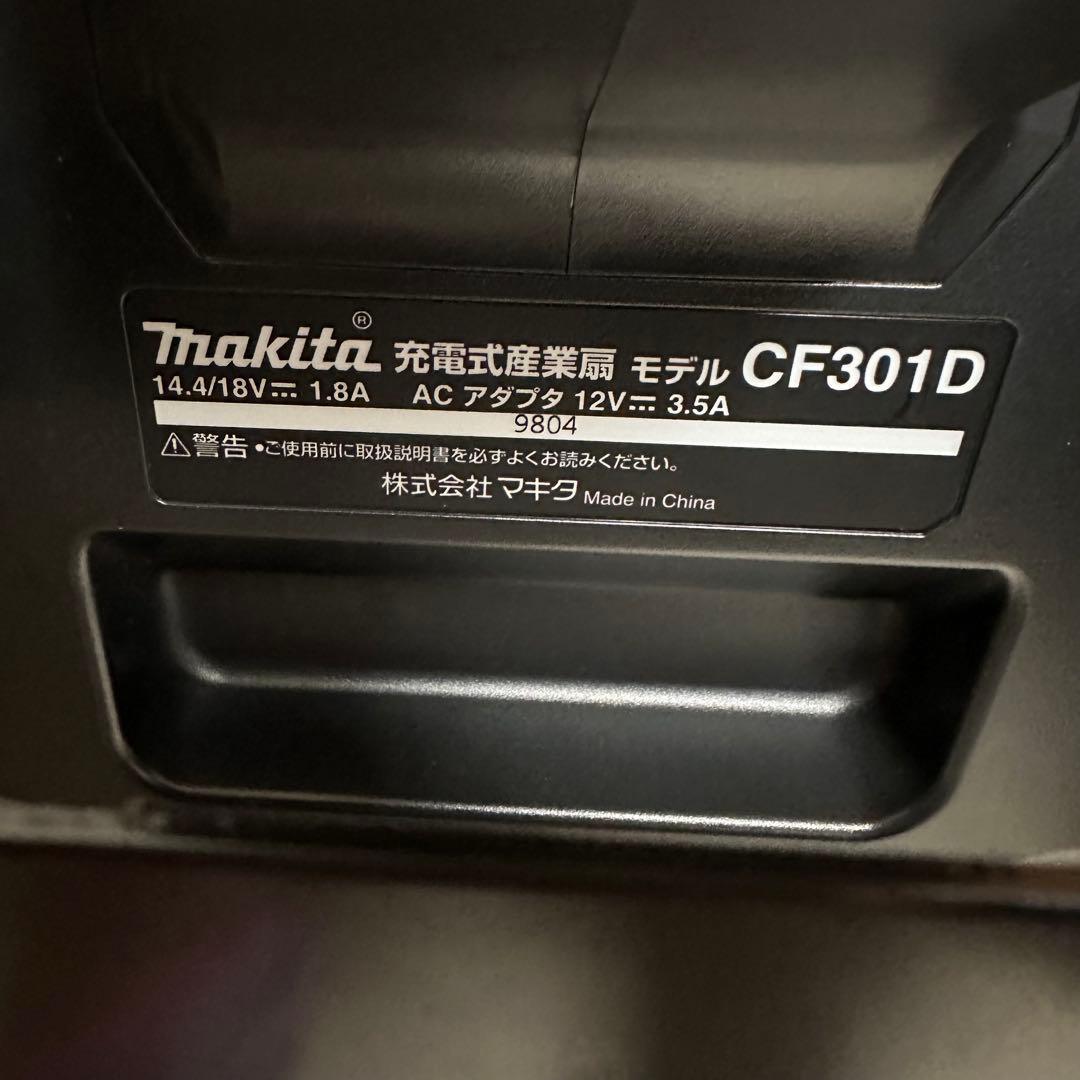 makita® 充電式産業扇 モデル CF301D
14.4/18V⎓ 1.8A AC アダプタ 12V⎓ 3.5A
9804
⚠警告 •ご使用前に取扱説明書を必ずよくお読みください。
株式会社 マキタ Made in China